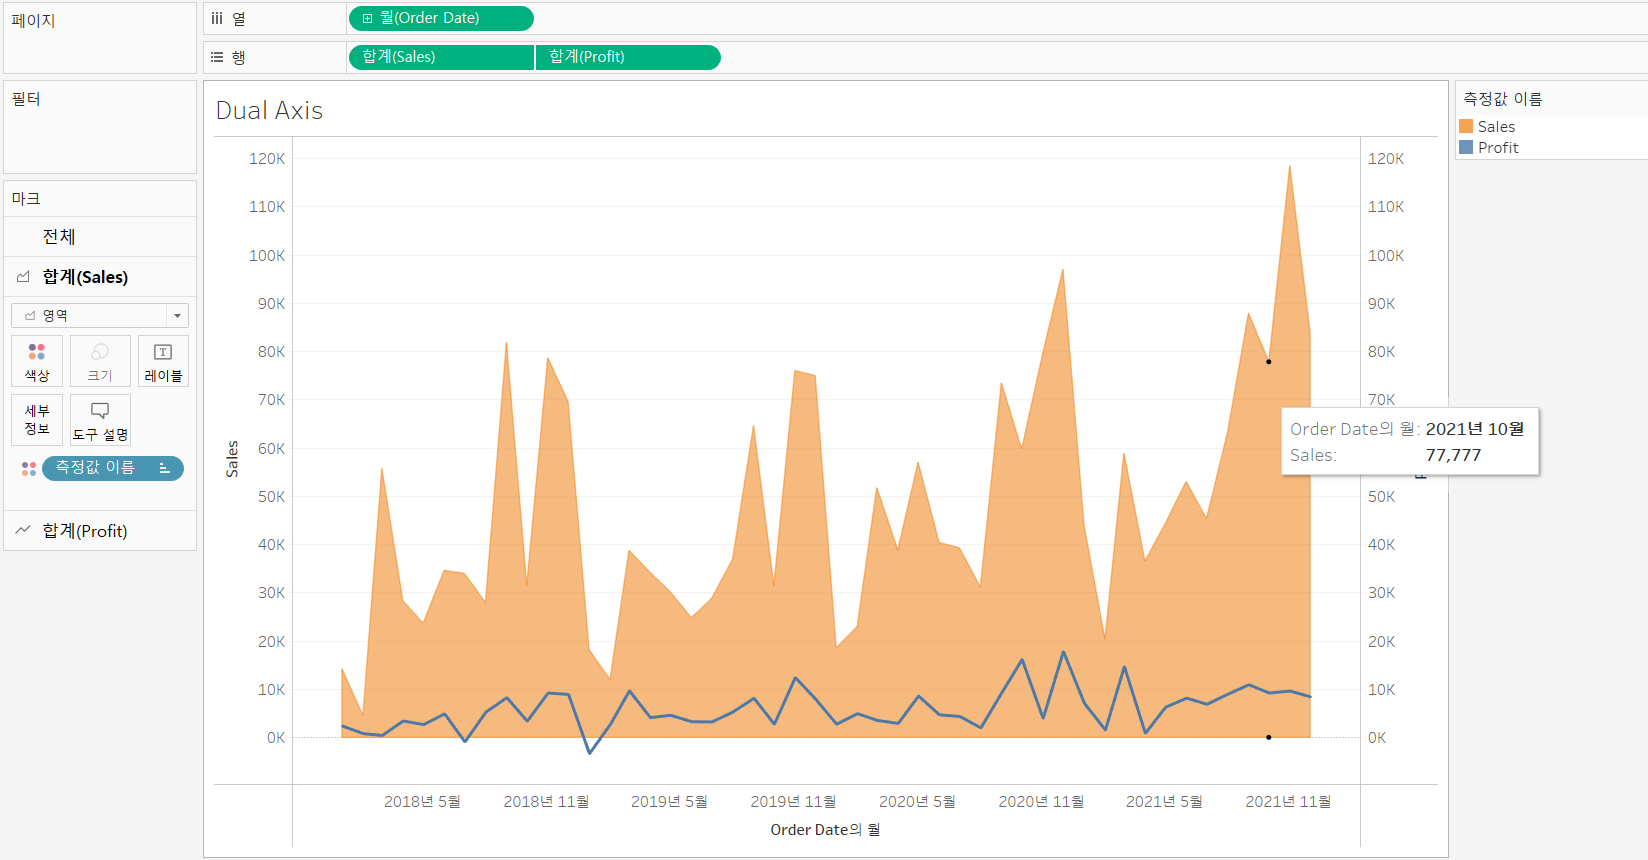 페이지
열
월(Order Date)
행
합계(Sales)
합계(Profit)
필터
마크
전체
합계(Sales)
영역
색상
크기
레이블
세부
정보
도구 설명
측정값 이름
합계(Profit)
Dual Axis
120K
110K
100K
90K
80K
70K
60K
50K
40K
30K
20K
10K
0K
Sales
120K
110K
100K
90K
80K
70K
50K
40K
30K
20K
10K
0K
Order Date의 월: 2021년 10월
Sales: 77,777
2018년 5월
2018년 11월
2019년 5월
2019년 11월
2020년 5월
2020년 11월
2021년 5월
2021년 11월
Order Date의 월
측정값 이름
Sales
Profit